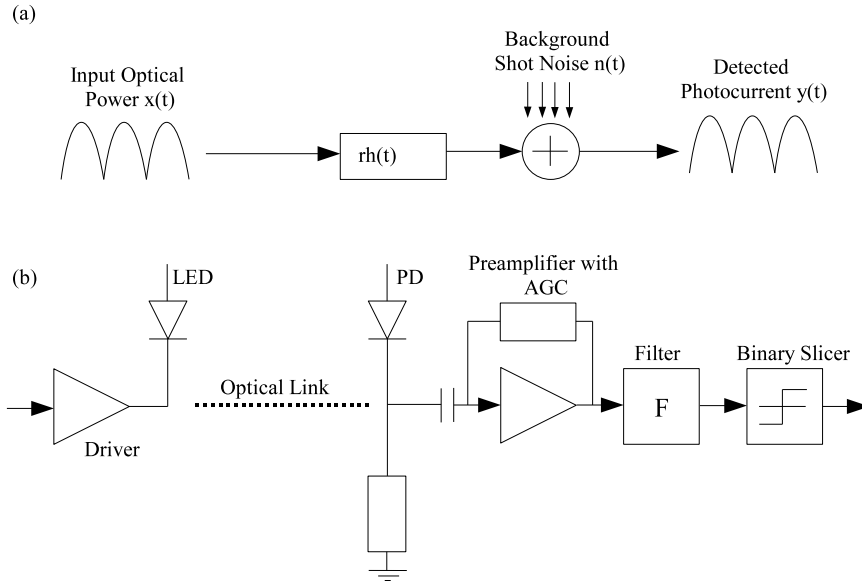 (a)
Input Optical
Power x(t)
rh(t)
Background
Shot Noise n(t)
Detected
Photocurrent y(t)
(b)
LED
Driver
Optical Link
PD
Preamplifier with
AGC
Filter
F
Binary Slicer